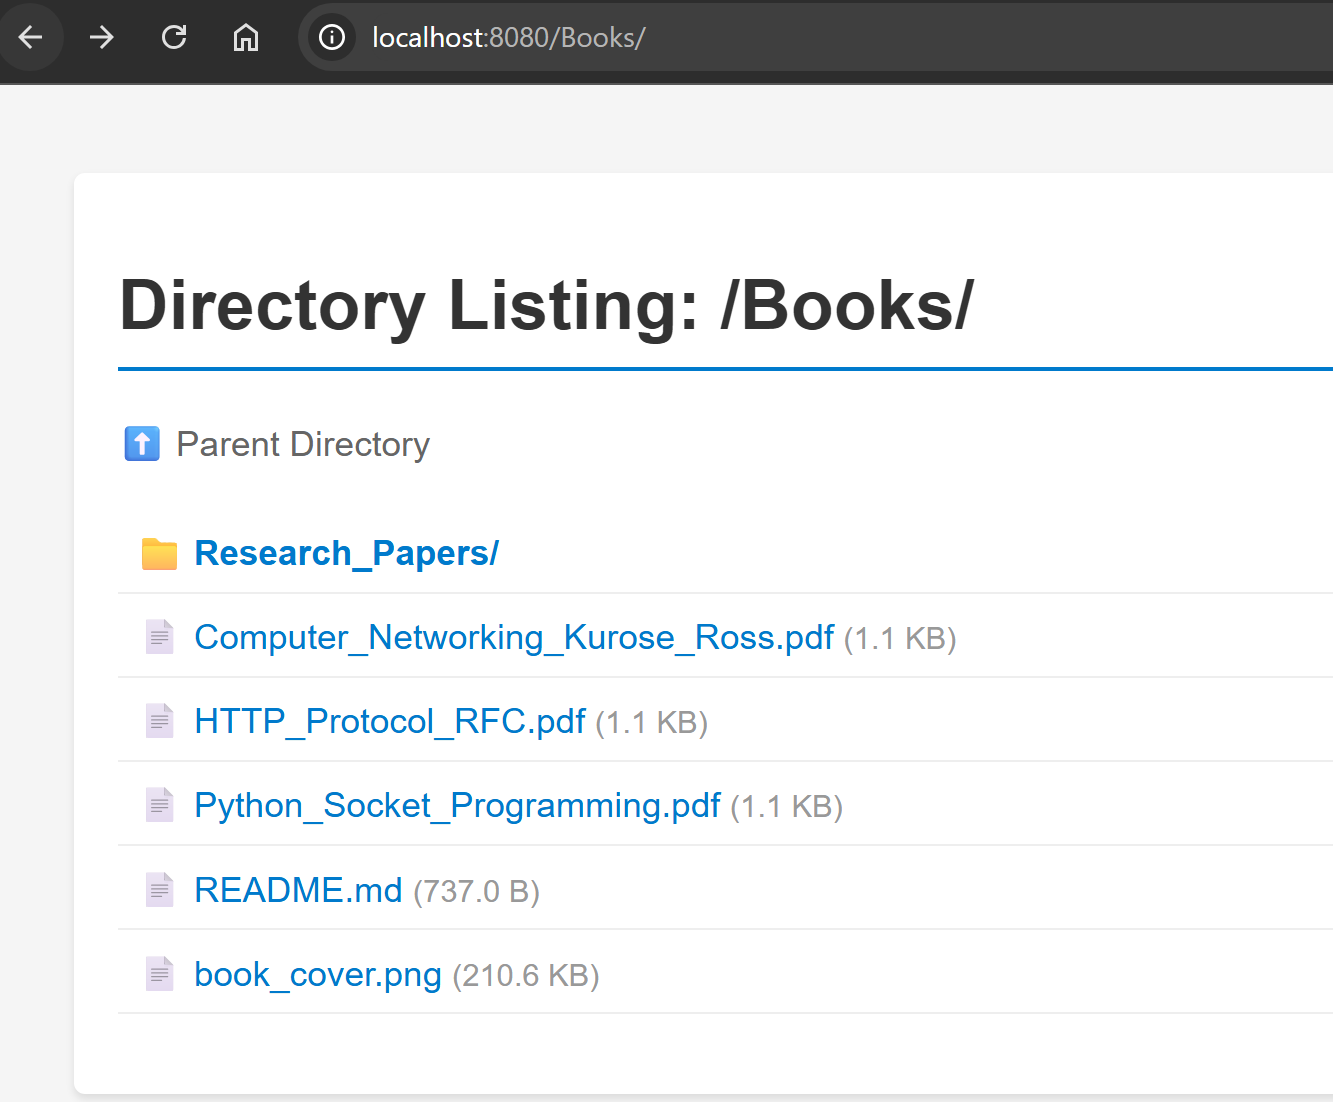 localhost:8080/Books/
Directory Listing: /Books/
Parent Directory
Research_Papers/
Computer_Networking_Kurose_Ross.pdf (1.1 KB)
HTTP_Protocol_RFC.pdf (1.1 KB)
Python_Socket_Programming.pdf (1.1 KB)
README.md (737.0 B)
book_cover.png (210.6 KB)